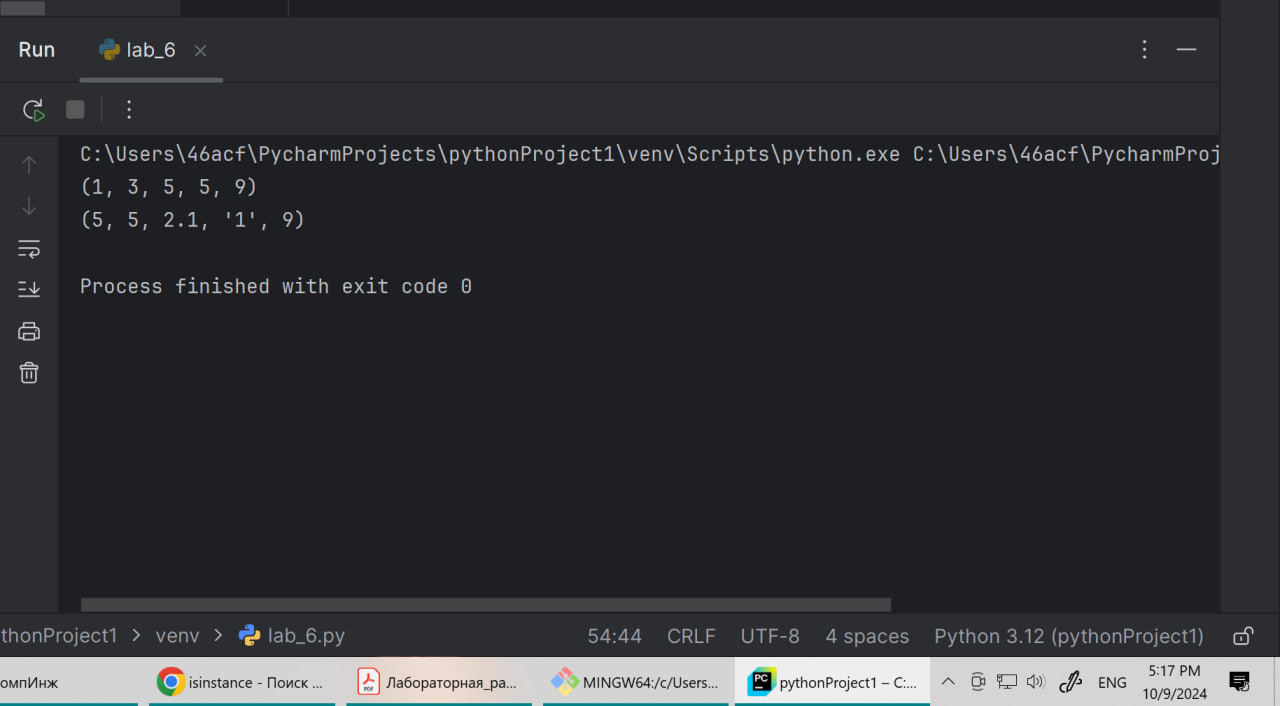 Run lab_6
C:\Users\46acf\PycharmProjects\pythonProject1\venv\Scripts\python.exe C:\Users\46acf\PycharmProj
(1, 3, 5, 5, 9)
(5, 5, 2.1, '1', 9)
Process finished with exit code 0
thonProject1 > venv > lab_6.py 54:44 CRLF UTF-8 4 spaces Python 3.12 (pythonProject1)
омпИнж isinstance - Поиск ... Лабораторная_ра... MINGW64:/c/Users... PC pythonProject1 – C:... ENG 5:17 PM
10/9/2024